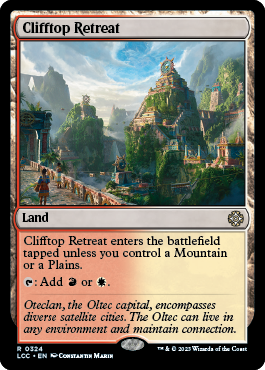 Clifftop Retreat
Land
Clifftop Retreat enters the battlefield
tapped unless you control a Mountain
or a Plains.
: Add or .
Oteclan, the Oltec capital, encompasses
diverse satellite cities. The Oltec can live in
any environment and maintain connection.
R 0324
LCC • EN Constantin Marin
™ & © 2023 Wizards of the Coast